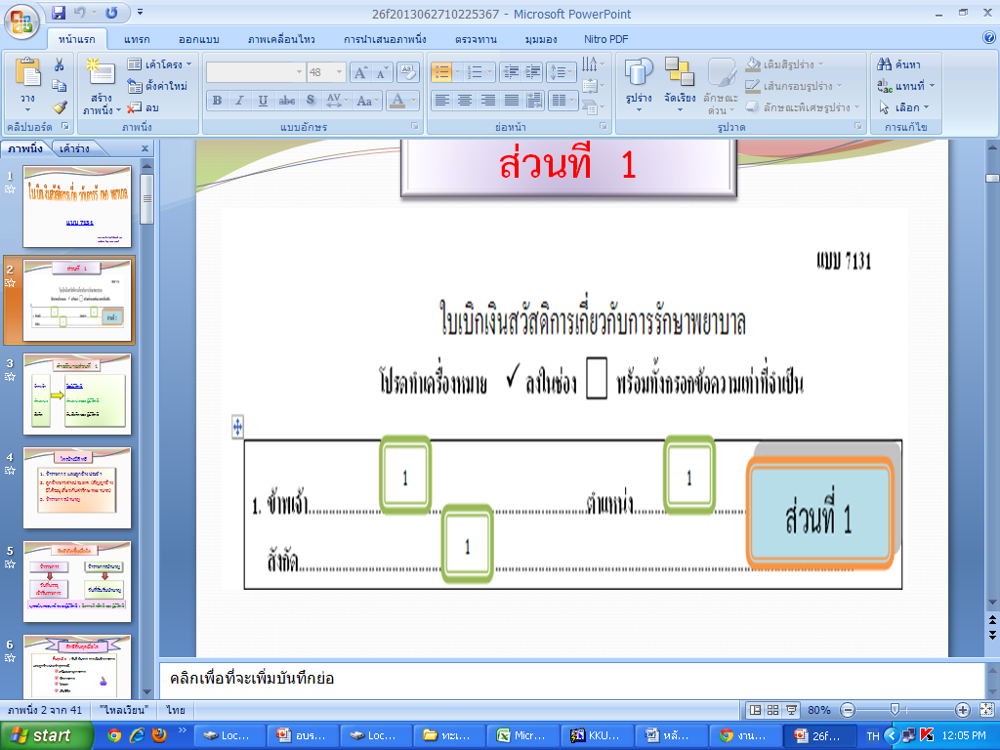 26f2013062710225367 - Microsoft PowerPoint
หน้าแรก แทรก ออกแบบ ภาพเคลื่อนไหว การนำเสนอภาพนิ่ง ตรวจทาน มุมมอง Nitro PDF
วาง
คลิปบอร์ด
สร้างภาพนิ่ง
เค้าโครง
ตั้งค่าใหม่
ลบ
ภาพนิ่ง
48
B I U abc S AV Aa A
แบบอักษร
ย่อหน้า
รูปร่าง
จัดเรียง
ลักษณะด่วน
เติมสีรูปร่าง
เส้นกรอบรูปร่าง
ลักษณะพิเศษรูปร่าง
รูปวาด
ค้นหา
แทนที่
เลือก
การแก้ไข
ภาพนิ่ง เค้าร่าง
1
แบบ 7131
2
ส่วนที่ 1
3
คำอธิบายส่วนที่ 1
4
5
6
ส่วนที่ 1
แบบ 7131
ใบเบิกเงินสวัสดิการเกี่ยวกับการรักษาพยาบาล
โปรดทำเครื่องหมาย ✓ ลงในช่อง พร้อมทั้งกรอกข้อความเท่าที่จำเป็น
1. ข้าพเจ้า 1 ตำแหน่ง 1
สังกัด 1
ส่วนที่ 1
คลิกเพื่อที่จะเพิ่มบันทึกย่อ
ภาพนิ่ง 2 จาก 41 "ไหลเวียน" ไทย 80%
start Loc... อบร... Loc... ทะเ... Micr... KKU... หลั... งาน... 26f... TH 12:05 PM